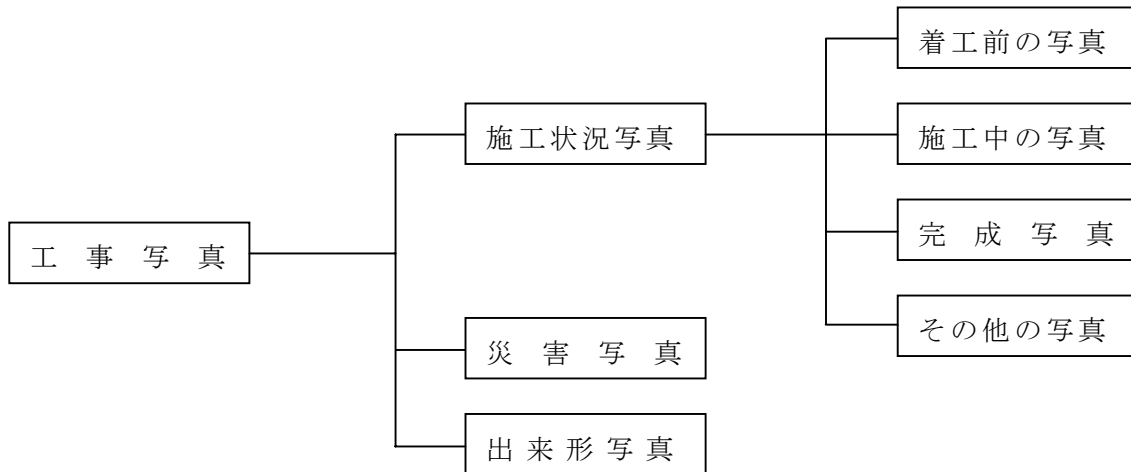 工事写真
施工状況写真
災害写真
出来形写真
着工前の写真
施工中の写真
完成写真
その他の写真